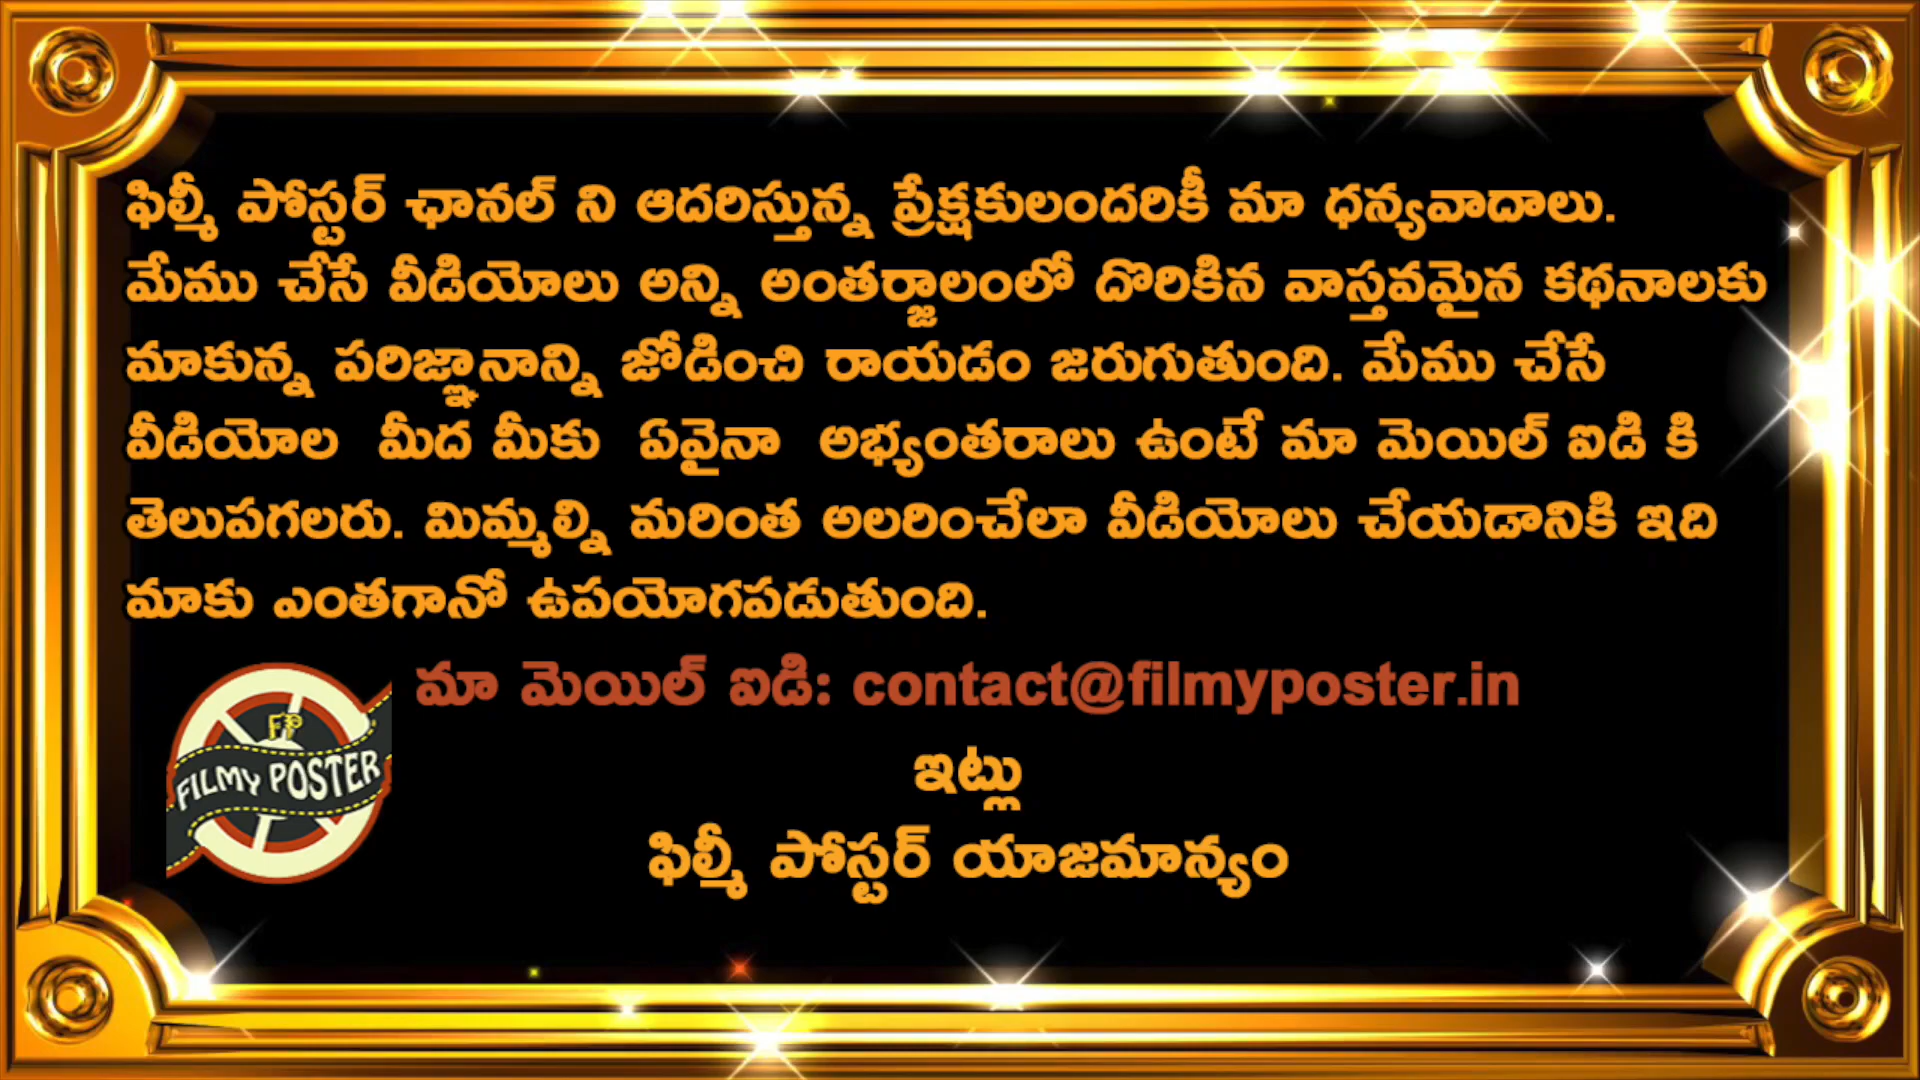 ఫిల్మీ పోస్టర్ ఛానల్ ని ఆదరిస్తున్న ప్రేక్షకులందరికీ మా ధన్యవాదాలు.
మేము చేసే వీడియోలు అన్ని అంతర్జాలంలో దొరికిన వాస్తవమైన కథనాలకు
మాకున్న పరిజ్ఞానాన్ని జోడించి రాయడం జరుగుతుంది. మేము చేసే
వీడియోల మీద మీకు ఏవైనా అభ్యంతరాలు ఉంటే మా మెయిల్ ఐడి కి
తెలుపగలరు. మిమ్మల్ని మరింత అలరించేలా వీడియోలు చేయడానికి ఇది
మాకు ఎంతగానో ఉపయోగపడుతుంది.
మా మెయిల్ ఐడి: contact@filmyposter.in
FP
FILMY POSTER
ఇట్లు
ఫిల్మీ పోస్టర్ యాజమాన్యం